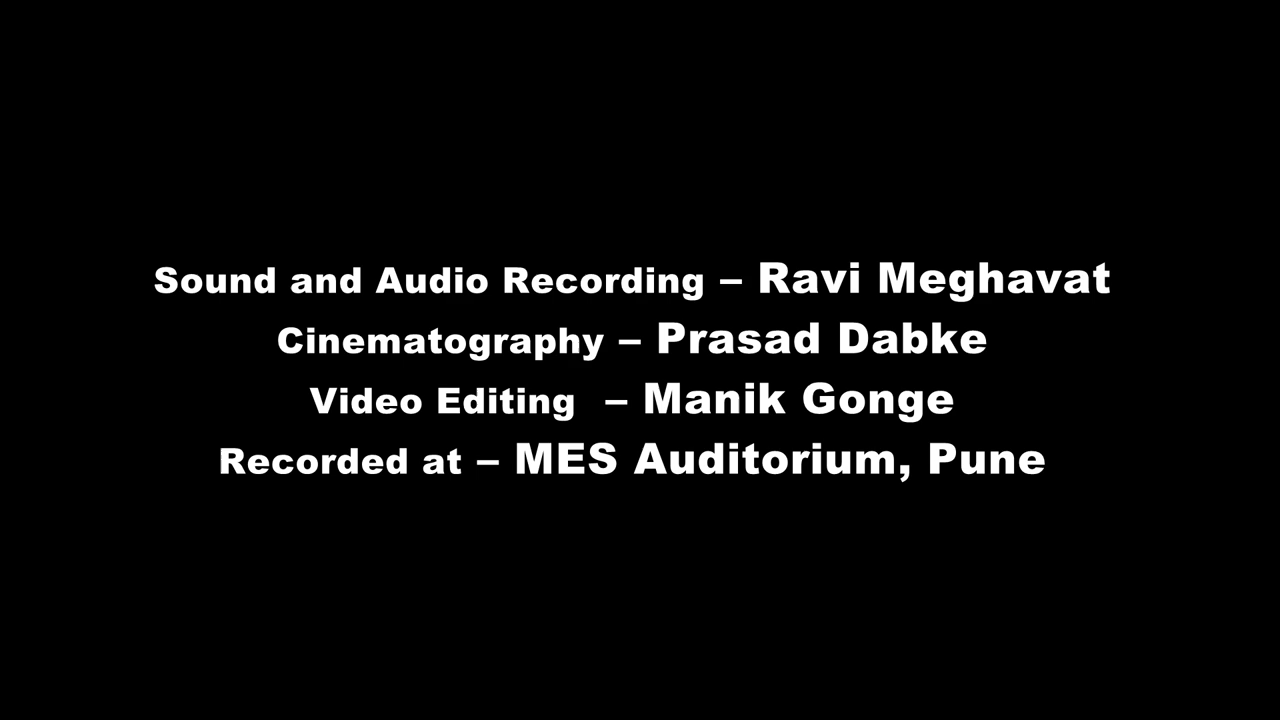 Sound and Audio Recording – Ravi Meghavat
Cinematography – Prasad Dabke
Video Editing – Manik Gonge
Recorded at – MES Auditorium, Pune